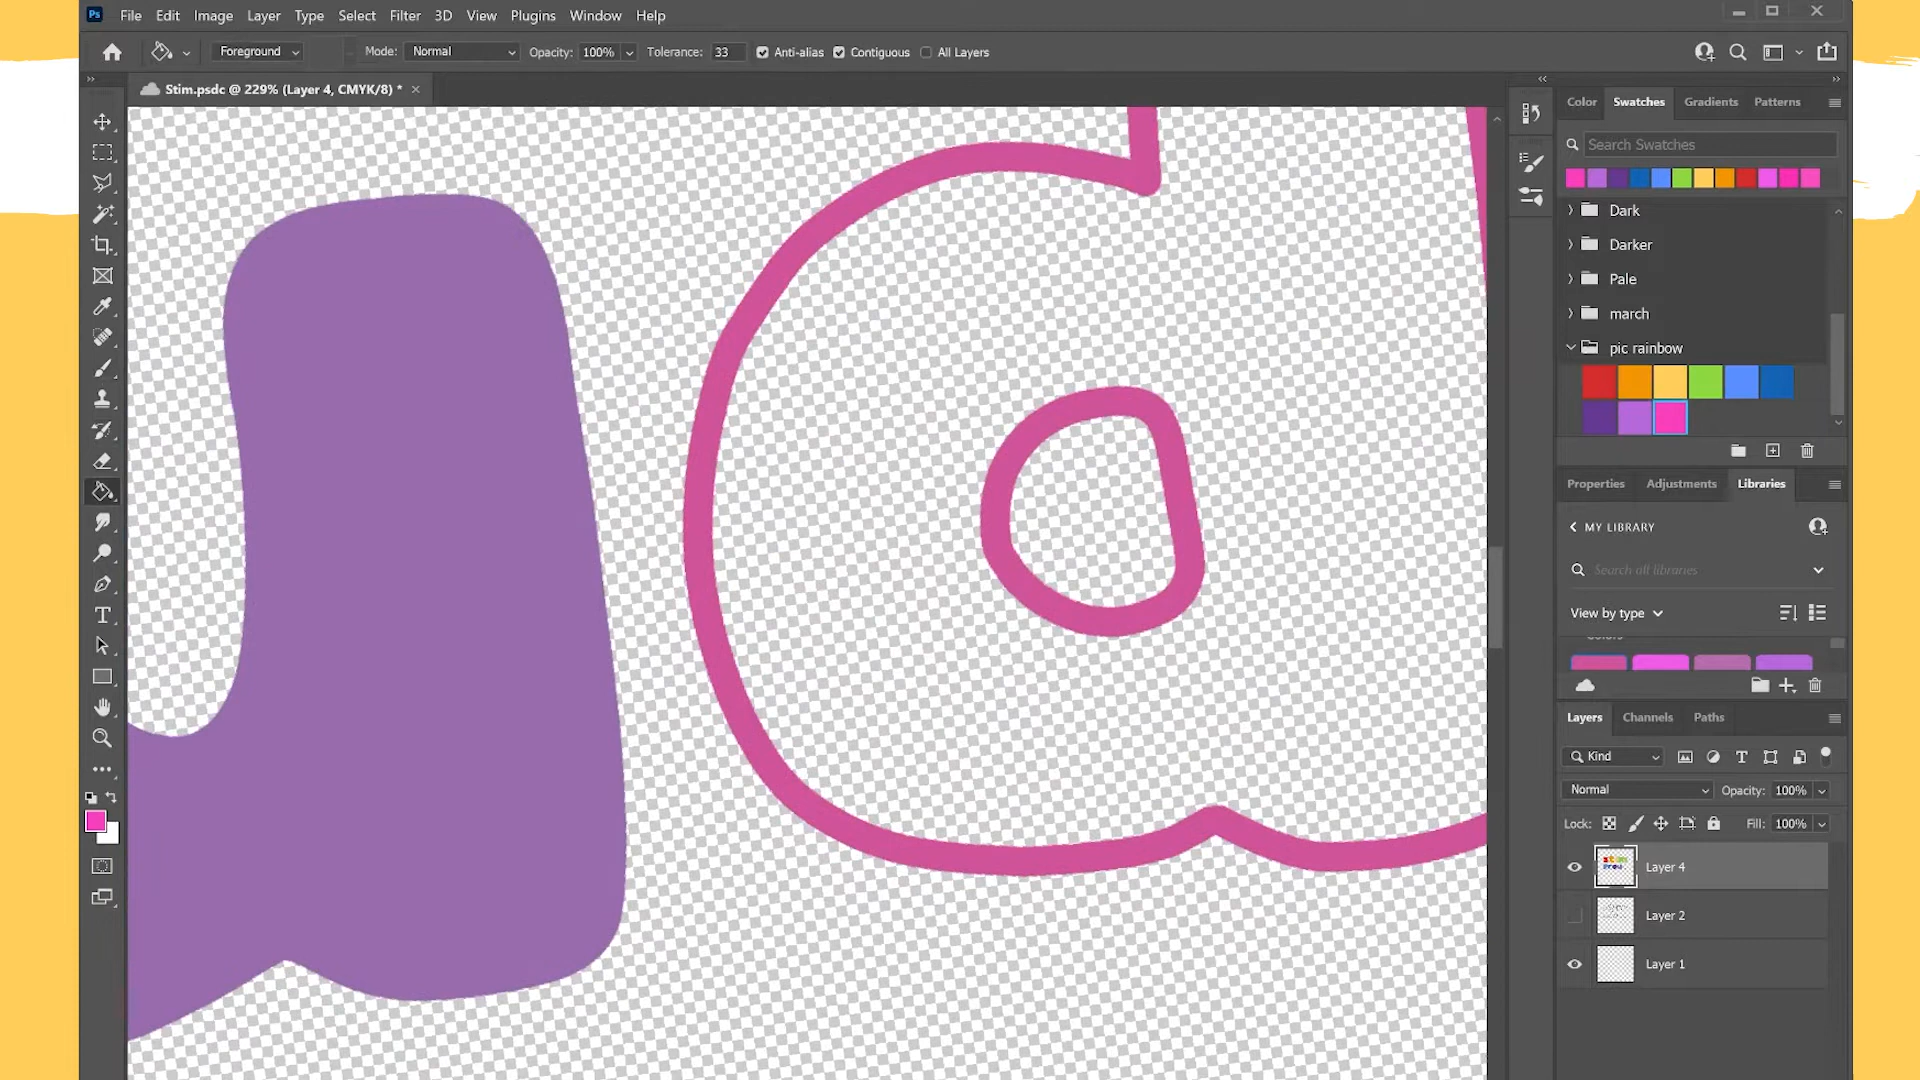 Ps File Edit Image Layer Type Select Filter 3D View Plugins Window Help
Foreground Mode: Normal Opacity: 100% Tolerance: 33 Anti-alias Contiguous All Layers
Stim.psdc @ 229% (Layer 4, CMYK/8) *
Color Swatches Gradients Patterns
Search Swatches
Dark
Darker
Pale
march
pic rainbow
Properties Adjustments Libraries
MY LIBRARY
Search all libraries
View by type
Layers Channels Paths
Kind
Normal Opacity: 100%
Lock: Fill: 100%
Layer 4
Layer 2
Layer 1